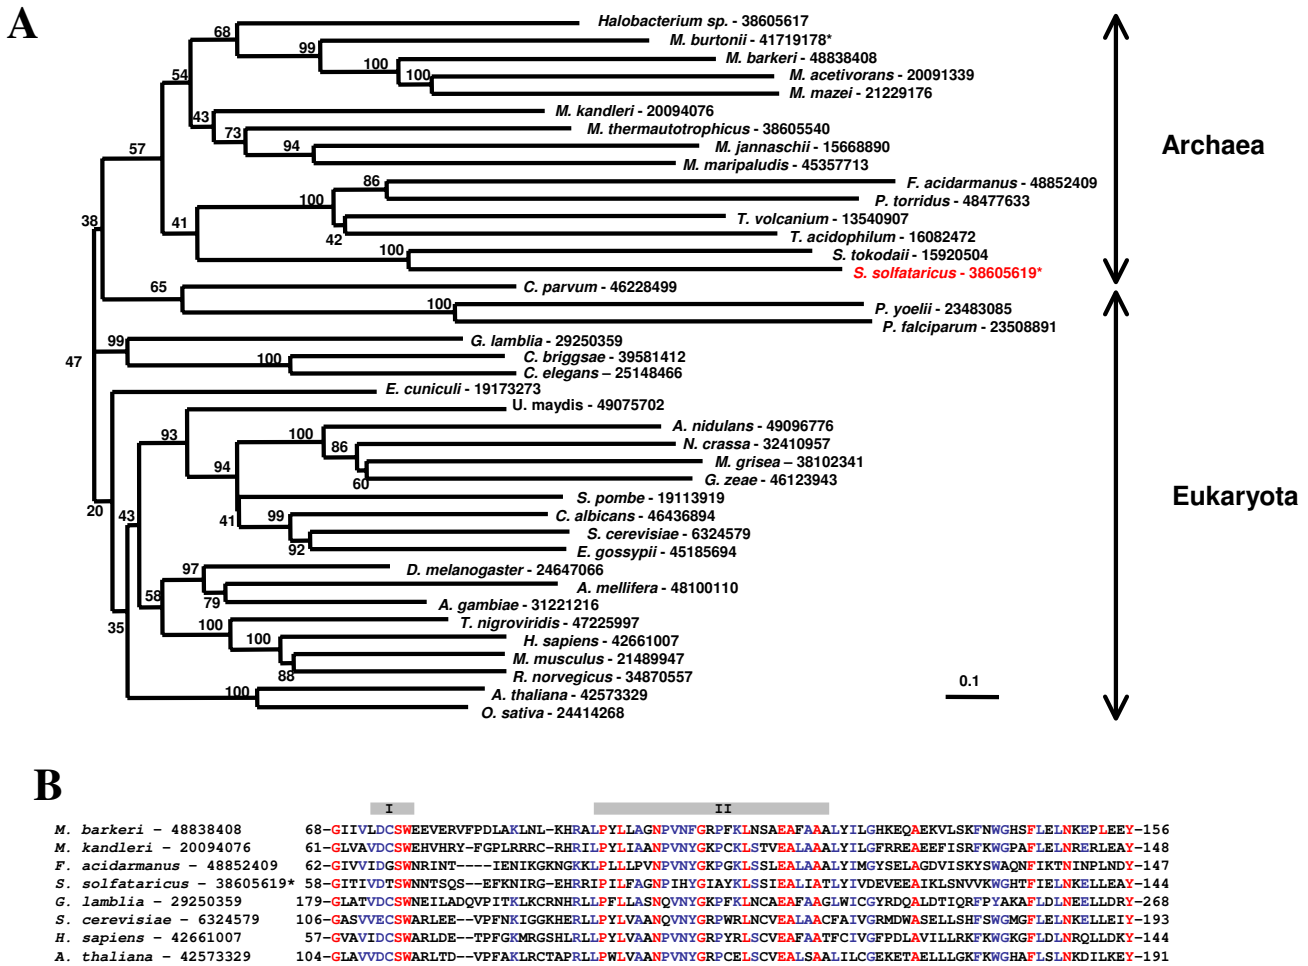 A
Halobacterium sp. - 38605617
68
M. burtonii - 41719178*
99
M. barkeri - 48838408
100
M. acetivorans - 20091339
54
100
M. mazei - 21229176
M. kandleri - 20094076
43
M. thermautotrophicus - 38605540
73
Archaea
57
94
M. jannaschii - 15668890
M. maripaludis - 45357713
86
F. acidarmanus - 48852409
100
P. torridus - 48477633
38
41
T. volcanium - 13540907
42
T. acidophilum - 16082472
100
S. tokodaii - 15920504
S. solfataricus - 38605619*
65
C. parvum - 46228499
100
P. yoelii - 23483085
P. falciparum - 23508891
99
G. lamblia - 29250359
47
100
C. briggsae - 39581412
C. elegans – 25148466
E. cuniculi - 19173273
U. maydis - 49075702
93
100
A. nidulans - 49096776
86
N. crassa - 32410957
94
M. grisea – 38102341
60
G. zeae - 46123943
Eukaryota
20
43
S. pombe - 19113919
41
99
C. albicans - 46436894
92
S. cerevisiae - 6324579
E. gossypii - 45185694
97
D. melanogaster - 24647066
58
79
A. mellifera - 48100110
A. gambiae - 31221216
35
100
T. nigroviridis - 47225997
100
H. sapiens - 42661007
M. musculus - 21489947
88
R. norvegicus - 34870557
0.1
100
A. thaliana - 42573329
O. sativa - 24414268
B
I II
M. barkeri – 48838408 68–GIIVLDCSWEEVERVFPDLAKLNL-KHRALPYLLAGNPVNFGRPFKLNSAEAFAAALYILGHKEQAEKVLSKFNWGHSFLELNKEPLEEY–156
M. kandleri – 20094076 61–GLVAVDCSWEHVHRY-FGPLRRRC-RHRILPYLIAANPVNYGKPCKLSTVEALAAALYIFGFRREAEEFISRFKWGPAFLELNRERLEAY–148
F. acidarmanus – 48852409 62–GIVVIDGSWNRINT----IENIKGKNGKKLPLLLPVNPVNYGKPGKLSSLEALAAALYIMGYSELAGDVISKYSWAQNFIKTNINPLNDY–147
S. solfataricus – 38605619* 58–GITIVDTSWNNTSQS--EFKNIRG-EHRRIPILFAGNPIHYGIAYKLSSIEALIATLYIVDEVEEAIKLSNVVKWGHTFIELNKELLEAY–144
G. lamblia – 29250359 179–GLATVDCSWNEILADQVPITKLKCRNHRLLPFLLASNQVNYGKPFILNCAEAFAAGLWICGYRDQALDTIQRFPYAKAFLDLNEELLDRY–268
S. cerevisiae – 6324579 106–GASVVECSWARLEE--VPFNKIGGKHERLLPYLVAANQVNYGRPWRLNCVEALAACFAIVGRMDWASELLSHFSWGMGFLELNKELLEIY–193
H. sapiens – 42661007 57–GVAVIDCSWARLDE--TPFGKMRGSHLRLLPYLVAANPVNYGRPYRLSCVEAFAATFCIVGFPDLAVILLRKFKWGKGFLDLNRQLLDKY–144
A. thaliana – 42573329 104–GLAVVDCSWARLTD-VPFAKLRCTAPRLLPWLVAANPVNYGRPCELSCVEALSAALILCGEKETAELLLGKFKWGHAFLSLNKDILKEY–191